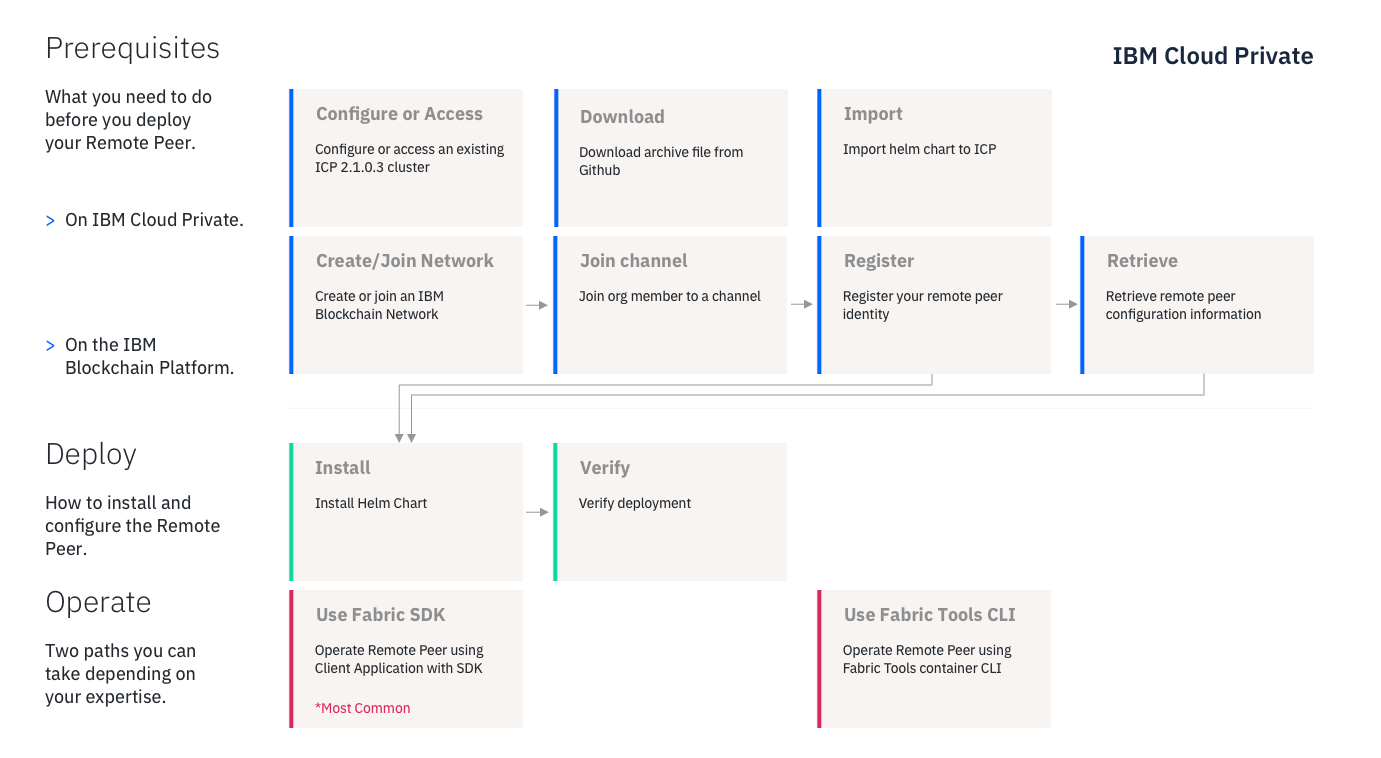 Prerequisites
IBM Cloud Private
What you need to do
before you deploy
your Remote Peer.
> On IBM Cloud Private.
Configure or Access
Configure or access an existing
ICP 2.1.0.3 cluster
Download
Download archive file from
Github
Import
Import helm chart to ICP
> On the IBM
Blockchain Platform.
Create/Join Network
Create or join an IBM
Blockchain Network
Join channel
Join org member to a channel
Register
Register your remote peer
identity
Retrieve
Retrieve remote peer
configuration information
Deploy
How to install and
configure the Remote
Peer.
Install
Install Helm Chart
Verify
Verify deployment
Operate
Two paths you can
take depending on
your expertise.
Use Fabric SDK
Operate Remote Peer using
Client Application with SDK
*Most Common
Use Fabric Tools CLI
Operate Remote Peer using
Fabric Tools container CLI